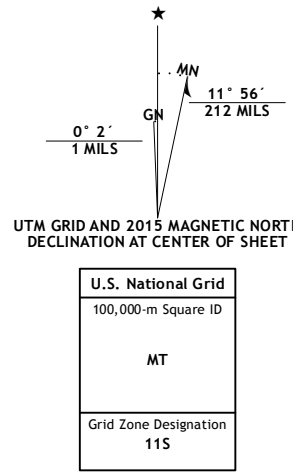 MN
GN
11° 56´
212 MILS
0° 2´
1 MILS
UTM GRID AND 2015 MAGNETIC NORTH
DECLINATION AT CENTER OF SHEET
U.S. National Grid
100,000-m Square ID
MT
Grid Zone Designation
11S